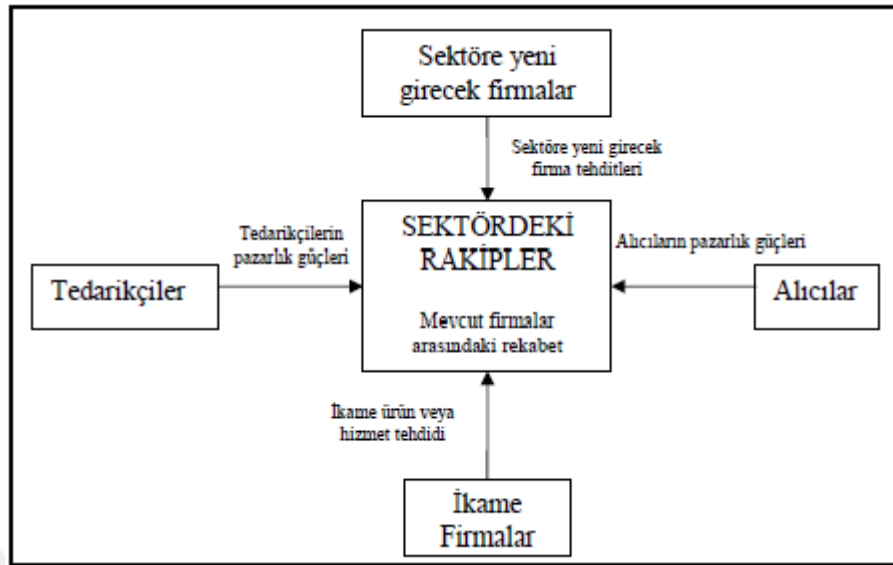 Sektöre yeni
girecek firmalar
Sektöre yeni girecek
firma tehditleri
Tedarikçilerin
pazarlık güçleri
SEKTÖRDEKİ
RAKİPLER
Alıcıların pazarlık güçleri
Tedarikçiler
Mevcut firmalar
arasındaki rekabet
Alıcılar
İkame ürün veya
hizmet tehdidi
İkame
Firmalar